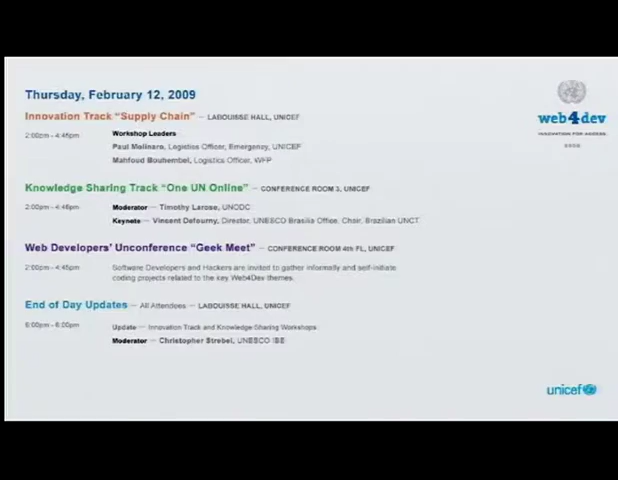 Thursday, February 12, 2009
web4dev
INNOVATION FOR ACCESS
2009
Innovation Track "Supply Chain" — LABOUISSE HALL, UNICEF
2:00pm - 4:45pm Workshop Leaders
Paul Molinaro, Logistics Officer, Emergency, UNICEF
Mahfoud Bouhembel, Logistics Officer, WFP
Knowledge Sharing Track "One UN Online" — CONFERENCE ROOM 3, UNICEF
2:00pm - 4:45pm Moderator — Timothy Larose, UNODC
Keynote — Vincent Defourny, Director, UNESCO Brasilia Office, Chair, Brazilian UNCT
Web Developers' Unconference "Geek Meet" — CONFERENCE ROOM 4th FL, UNICEF
2:00pm - 4:45pm Software Developers and Hackers are invited to gather informally and self-initiate
coding projects related to the key Web4Dev themes.
End of Day Updates — All Attendees — LABOUISSE HALL, UNICEF
5:00pm - 6:00pm Update — Innovation Track and Knowledge Sharing Workshops
Moderator — Christopher Strebel, UNESCO IBE
unicef